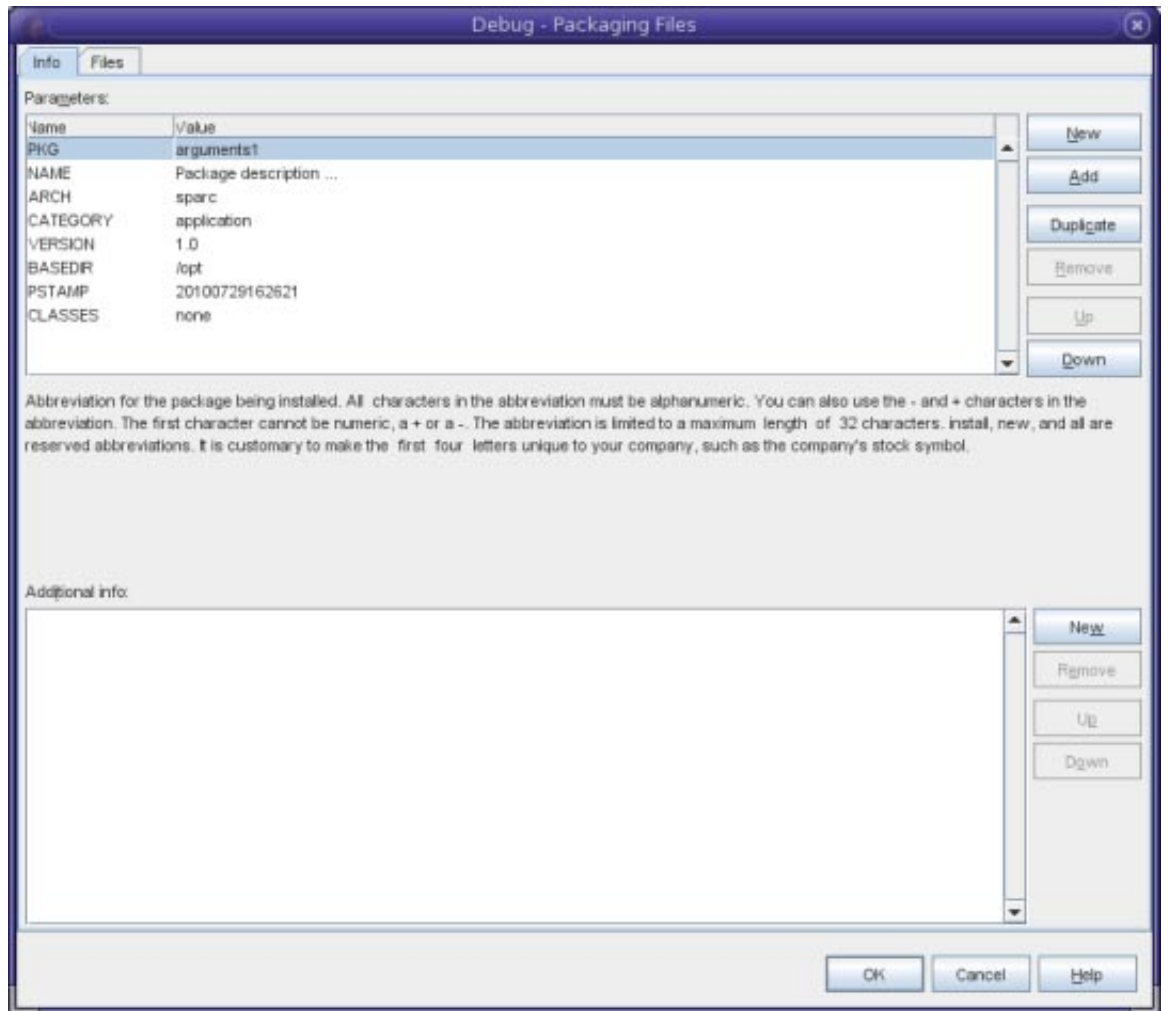 Debug - Packaging Files
Info Files
Parameters:
Name Value
PKG arguments1
NAME Package description ...
ARCH sparc
CATEGORY application
VERSION 1.0
BASEDIR /opt
PSTAMP 20100729162621
CLASSES none
New
Add
Duplicate
Remove
Up
Down
Abbreviation for the package being installed. All characters in the abbreviation must be alphanumeric. You can also use the - and + characters in the
abbreviation. The first character cannot be numeric, a + or a -. The abbreviation is limited to a maximum length of 32 characters. install, new, and all are
reserved abbreviations. It is customary to make the first four letters unique to your company, such as the company's stock symbol.
Additional info:
New
Remove
Up
Down
OK Cancel Help